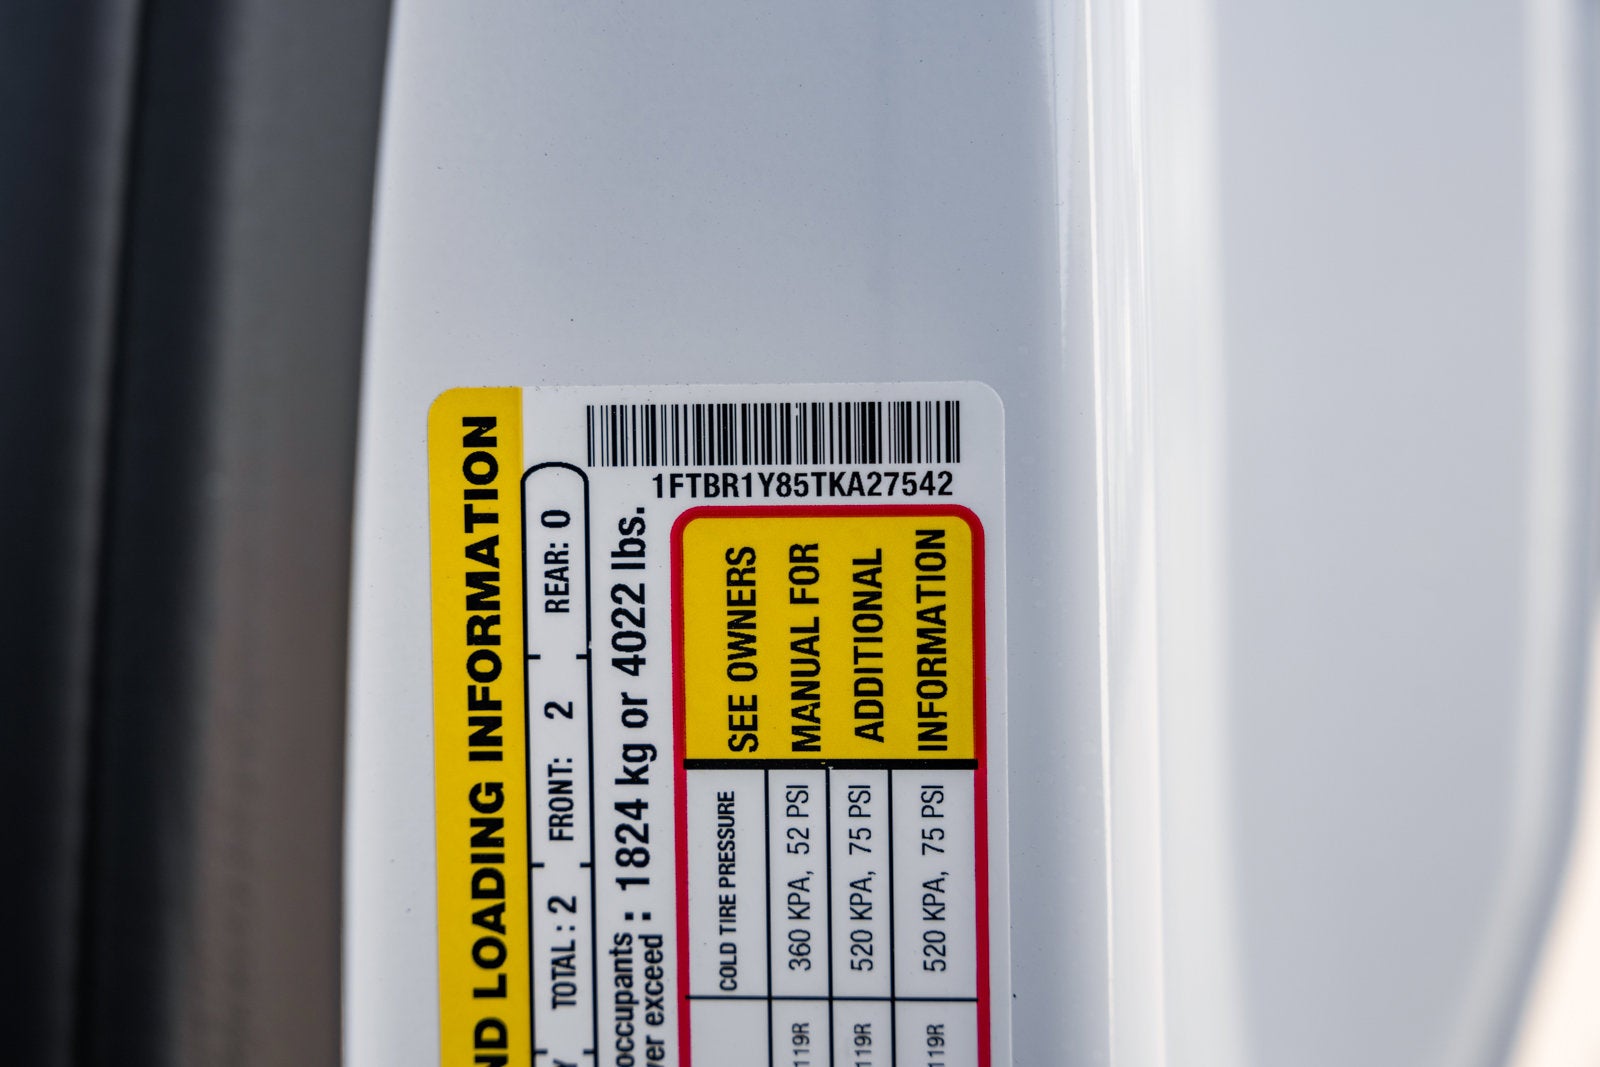 1FTBR1Y85TKA27542
ND LOADING INFORMATION
TOTAL: 2 FRONT: 2 REAR: 0
occupants
ver exceed : 1824 kg or 4022 lbs.
COLD TIRE PRESSURE
119R 360 KPA, 52 PSI
119R 520 KPA, 75 PSI
119R 520 KPA, 75 PSI
SEE OWNERS
MANUAL FOR
ADDITIONAL
INFORMATION